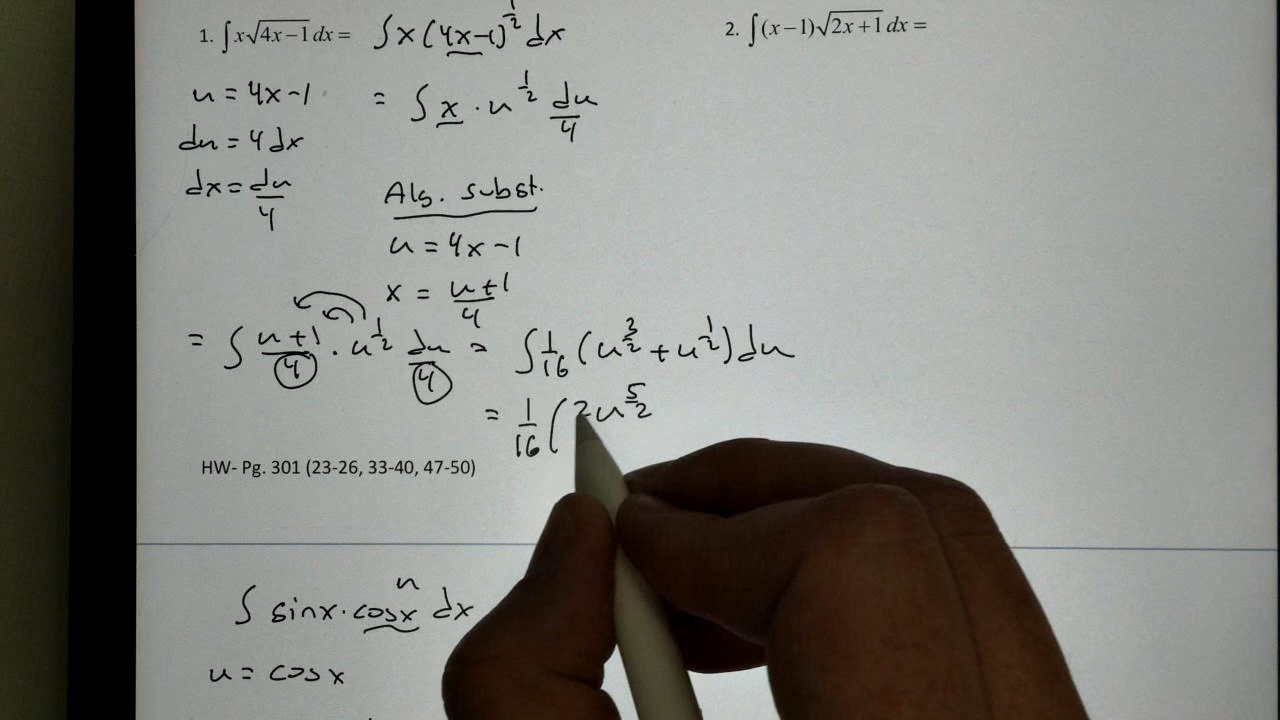 1. ∫x√4x−1 dx = ∫x(4x-1)^1/2 dx
2. ∫(x−1)√2x+1 dx =
u = 4x-1
= ∫x · u^1/2 du/4
du = 4dx
dx = du/4
Alg. subst.
u = 4x-1
x = u+1/4
= ∫ u+1/4 · u^1/2 du/4 = ∫ 1/16 (u^3/2 + u^1/2) du
= 1/16 (2u^5/2
HW- Pg. 301 (23-26, 33-40, 47-50)
∫ sinx · cosx dx
u
u = cosx